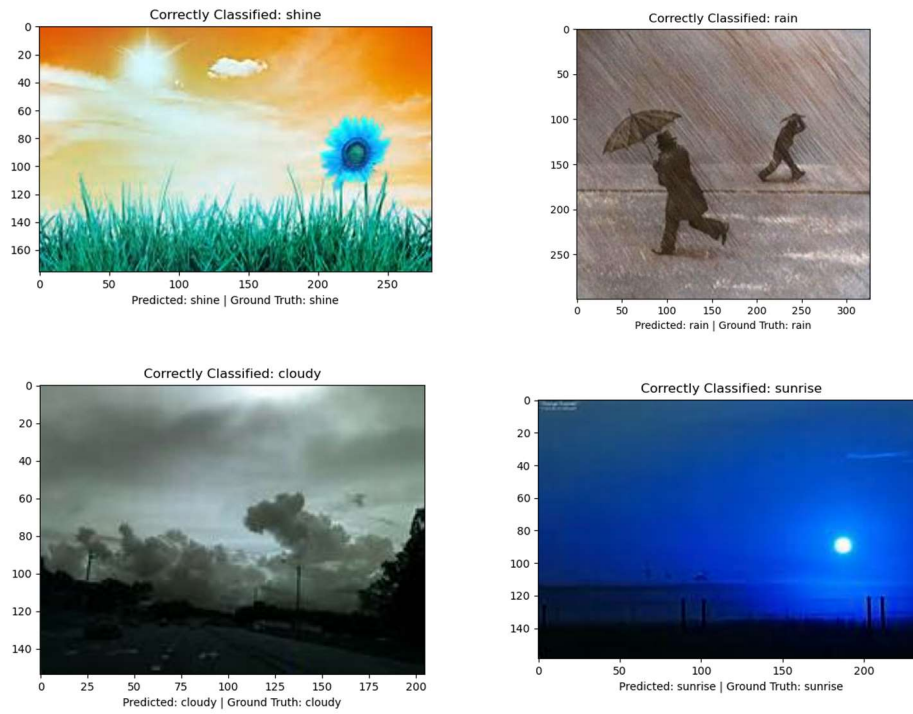 Correctly Classified: shine
0
20
40
60
80
100
120
140
160
0 50 100 150 200 250
Predicted: shine | Ground Truth: shine
Correctly Classified: rain
0
50
100
150
200
250
0 50 100 150 200 250 300
Predicted: rain | Ground Truth: rain
Correctly Classified: cloudy
0
20
40
60
80
100
120
140
0 25 50 75 100 125 150 175 200
Predicted: cloudy | Ground Truth: cloudy
Correctly Classified: sunrise
0
20
40
60
80
100
120
140
0 50 100 150 200
Predicted: sunrise | Ground Truth: sunrise